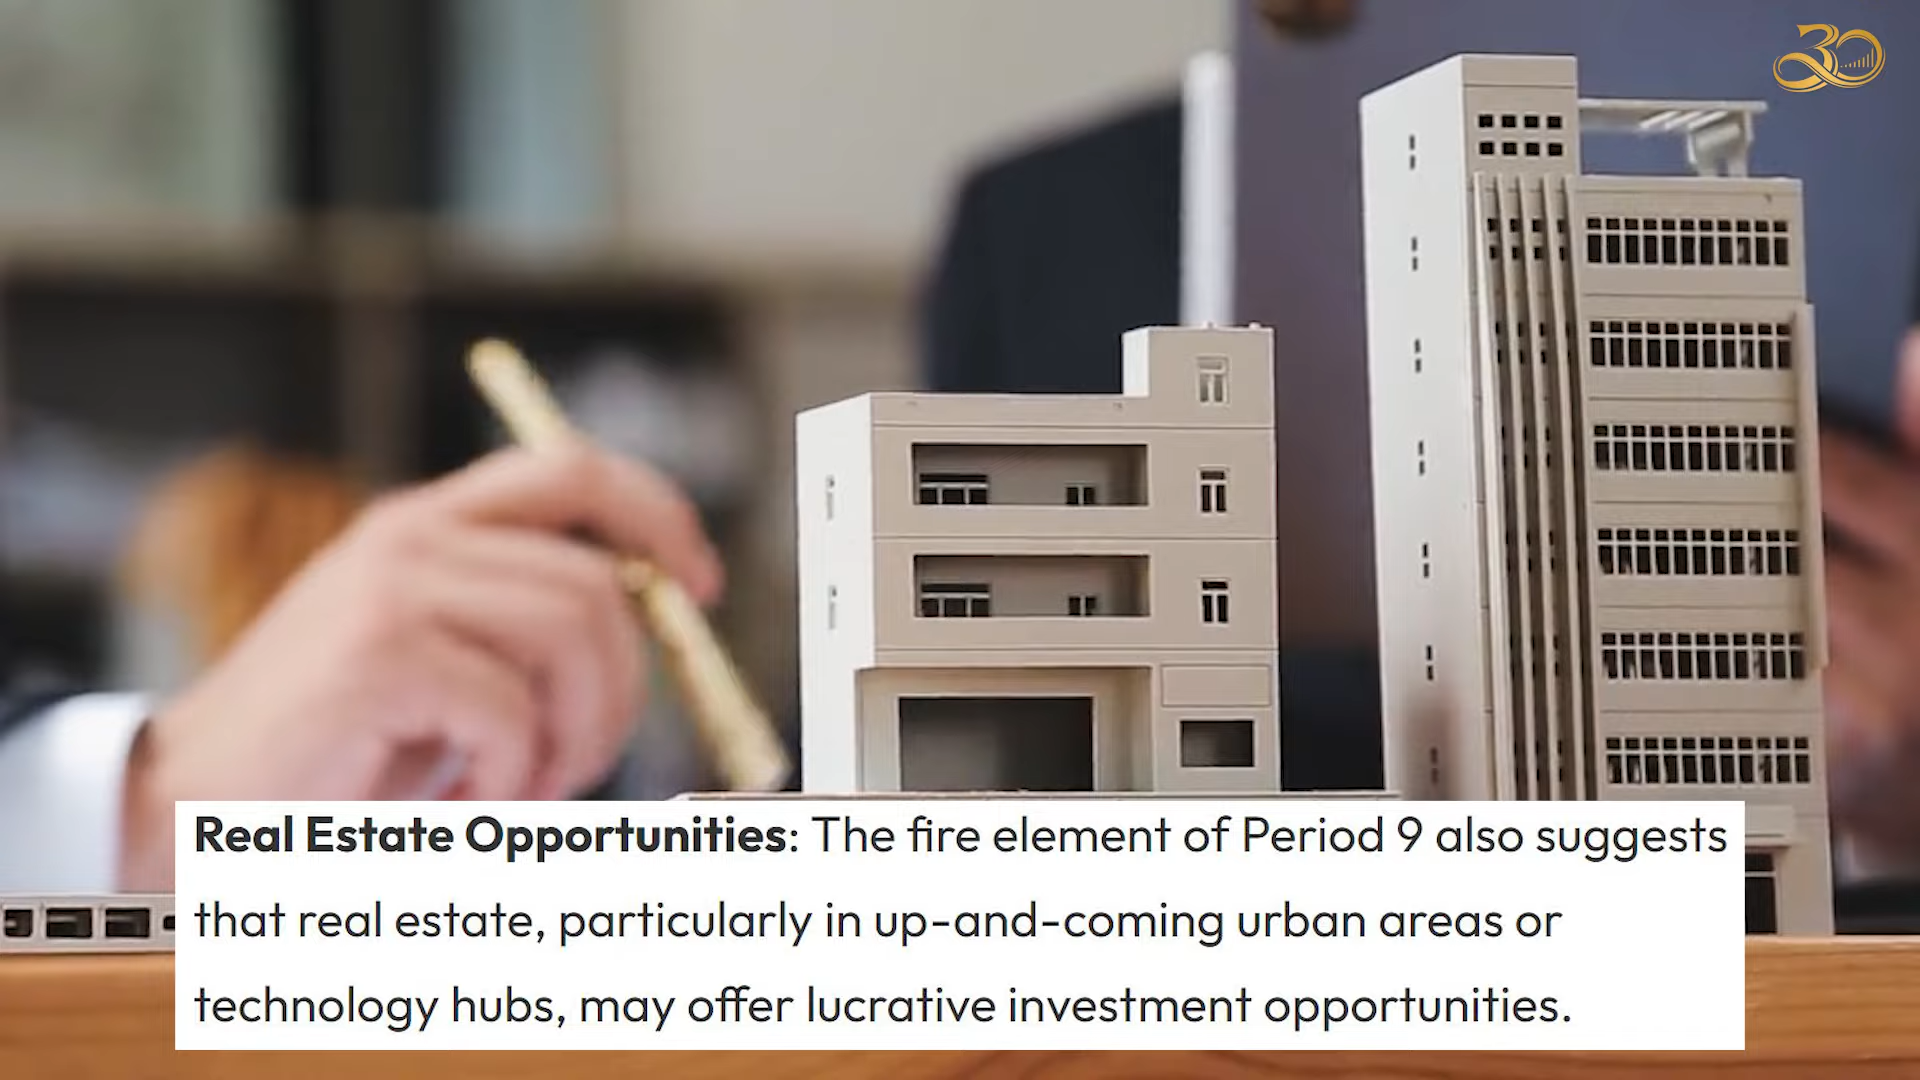 30
Real Estate Opportunities: The fire element of Period 9 also suggests
that real estate, particularly in up-and-coming urban areas or
technology hubs, may offer lucrative investment opportunities.